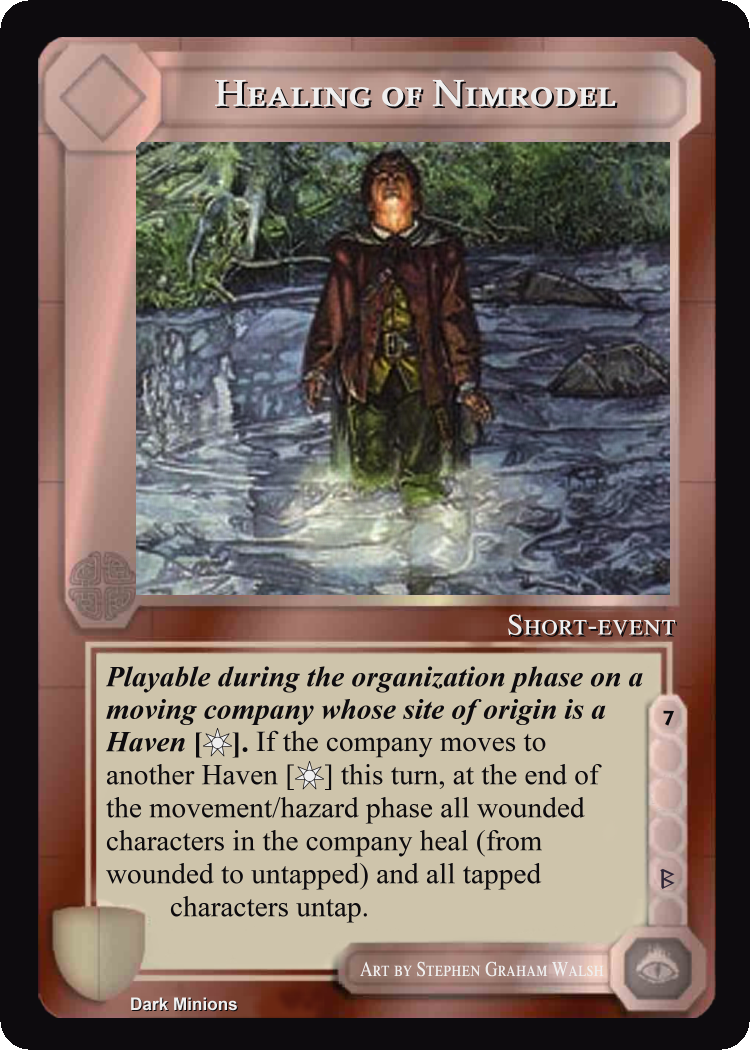 Healing of Nimrodel
Short-event
Playable during the organization phase on a
moving company whose site of origin is a
Haven [ ]. If the company moves to
another Haven [ ] this turn, at the end of
the movement/hazard phase all wounded
characters in the company heal (from
wounded to untapped) and all tapped
characters untap.
7
Art by Stephen Graham Walsh
Dark Minions